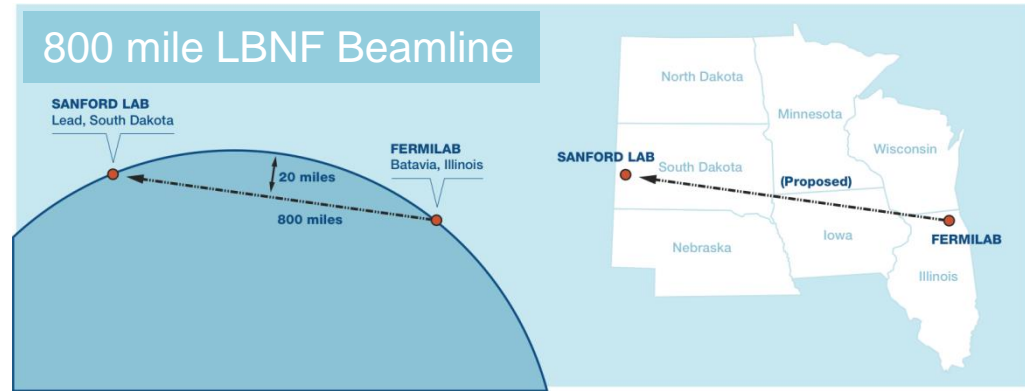 800 mile LBNF Beamline
SANFORD LAB
Lead, South Dakota
FERMILAB
Batavia, Illinois
20 miles
800 miles
North Dakota
Minnesota
SANFORD LAB
South Dakota
Wisconsin
(Proposed)
Nebraska
Iowa
FERMILAB
Illinois